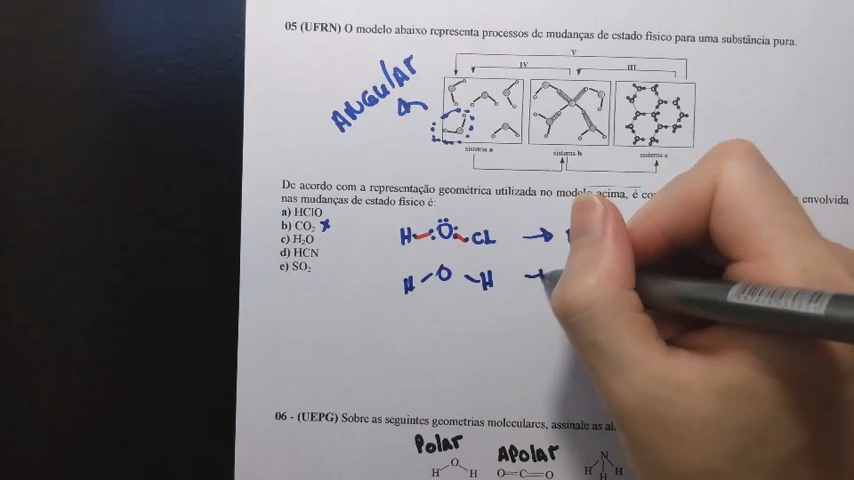 05 (UFRN) O modelo abaixo representa processos de mudanças de estado físico para uma substância pura.
V
IV III
ANGULAR
sistema a sistema b sistema c
De acordo com a representação geométrica utilizada no modelo acima, é envolvida
nas mudanças de estado físico é:
a) HClO
b) CO₂ x
c) H₂O
d) HCN
e) SO₂
H O CL →
H O H
06 - (UEPG) Sobre as seguintes geometrias moleculares, assinale as
Polar Apolar
H O H O=C=O H N H H